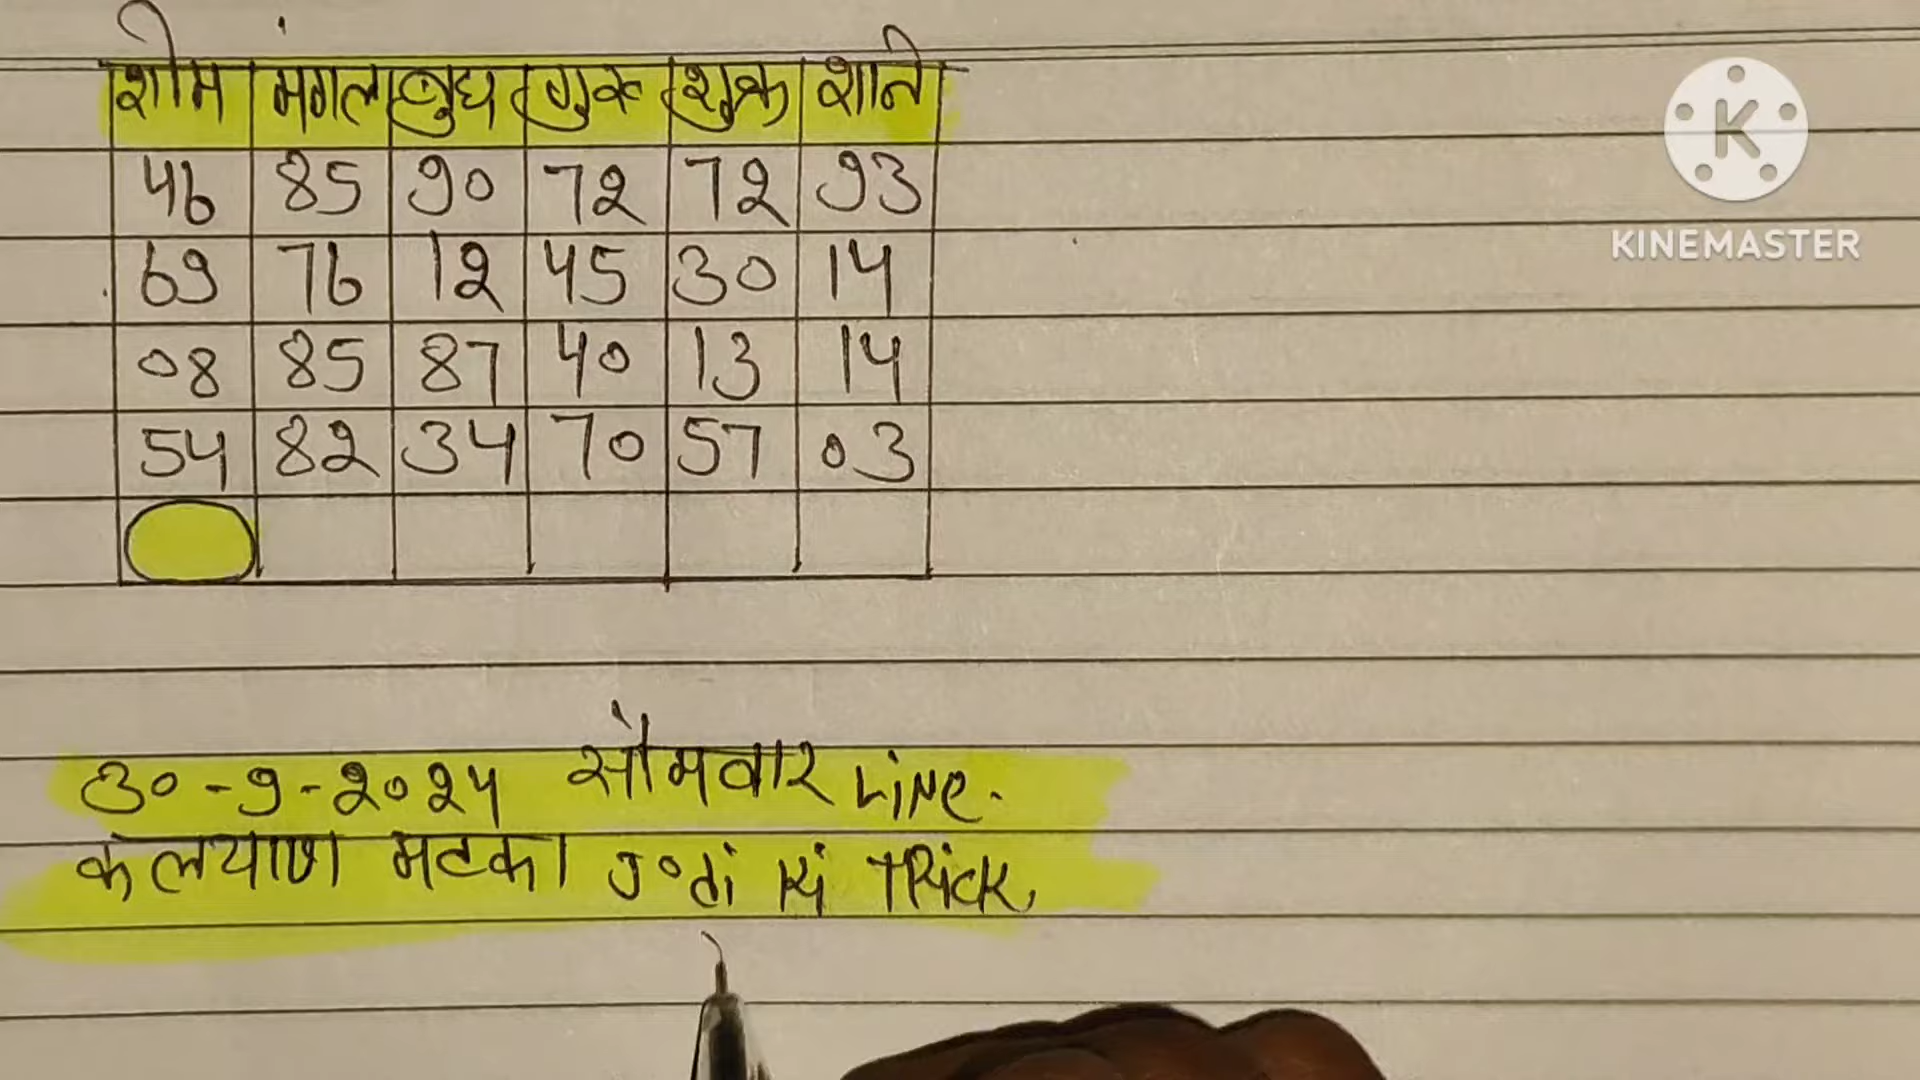 शोम मंगल बुध गुरू शुक्र शनि
46 85 90 72 72 93
69 76 12 45 30 14
08 85 87 40 13 14
54 82 34 70 57 03
30-9-2024 सोमवार Line.
कलयाण मटका Jodi Ki TRick
K
KINEMASTER